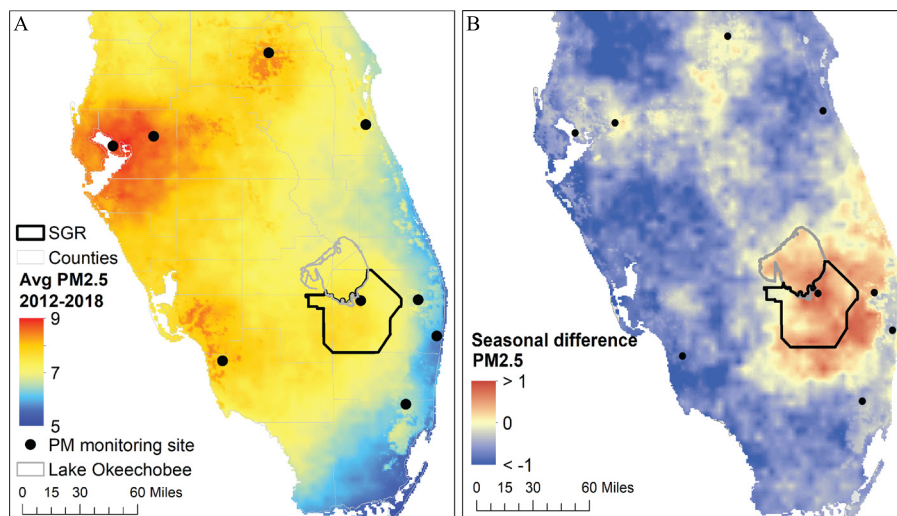 A
SGR
Counties
Avg PM2.5
2012-2018
9
7
5
PM monitoring site
Lake Okeechobee
0 15 30 60 Miles
B
Seasonal difference
PM2.5
> 1
0
< -1
0 15 30 60 Miles